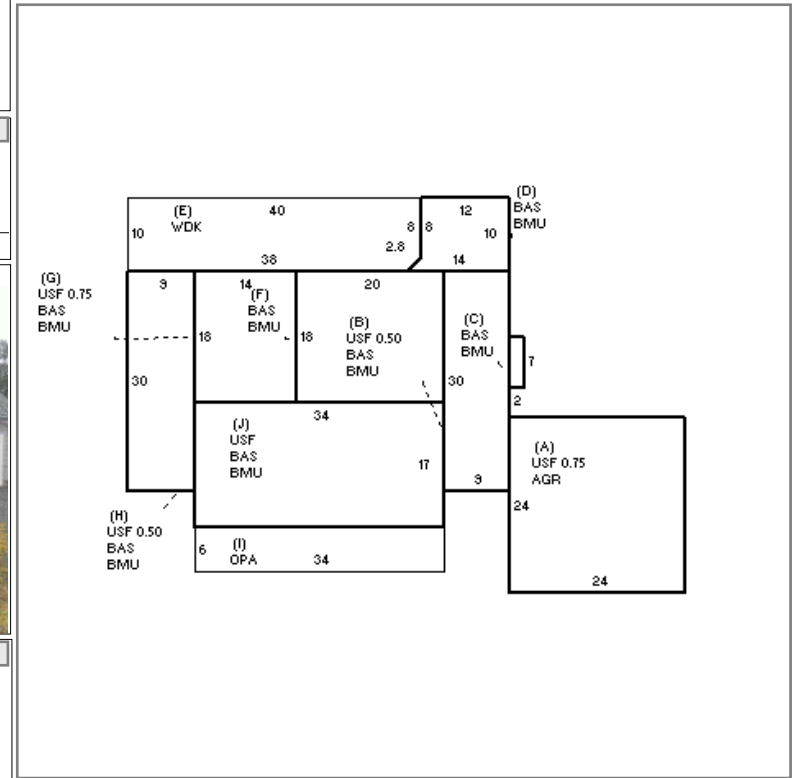 (D)
BAS
BMU
(E)
WDK
40
12
10
8
8
10
2.8
38
14
(G)
USF 0.75
BAS
BMU
9
14
(F)
BAS
BMU
20
18
18
(B)
USF 0.50
BAS
BMU
(C)
BAS
BMU
7
30
30
2
34
(J)
USF
BAS
BMU
17
9
(A)
USF 0.75
AGR
24
24
(H)
USF 0.50
BAS
BMU
6
(I)
OPA
34